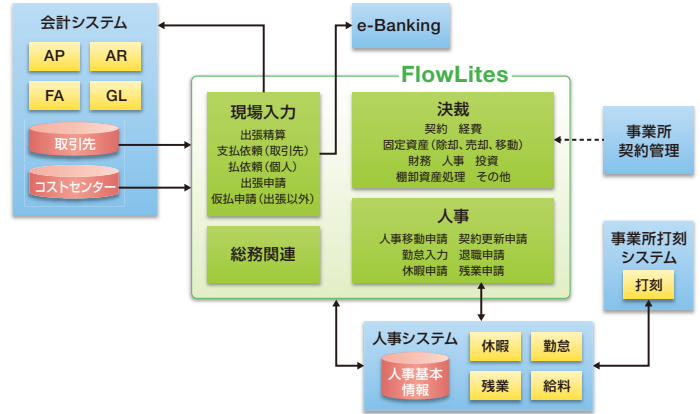 会計システム
AP
AR
FA
GL
取引先
コストセンター
e-Banking
FlowLites
現場入力
出張精算
支払依頼（取引先）
払依頼（個人）
出張申請
仮払申請（出張以外）
総務関連
決裁
契約　経費
固定資産（除却、売却、移動）
財務　人事　投資
棚卸資産処理　その他
人事
人事移動申請　契約更新申請
勤怠入力　退職申請
休暇申請　残業申請
事業所
契約管理
事業所打刻
システム
打刻
人事システム
人事基本
情報
休暇
勤怠
残業
給料